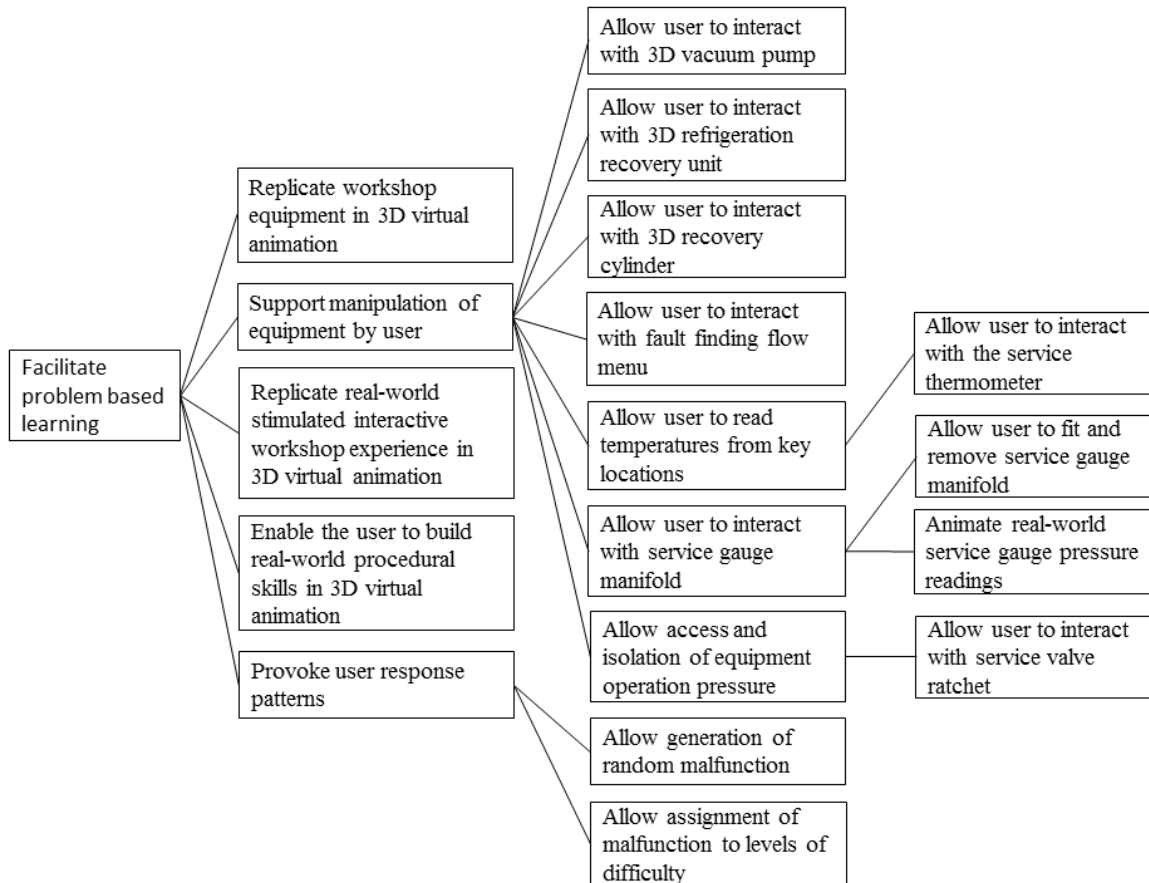 Facilitate
problem based
learning
Replicate workshop
equipment in 3D virtual
animation
Support manipulation of
equipment by user
Replicate real-world
stimulated interactive
workshop experience in
3D virtual animation
Enable the user to build
real-world procedural
skills in 3D virtual
animation
Provoke user response
patterns
Allow user to interact
with 3D vacuum pump
Allow user to interact
with 3D refrigeration
recovery unit
Allow user to interact
with 3D recovery
cylinder
Allow user to interact
with fault finding flow
menu
Allow user to read
temperatures from key
locations
Allow user to interact
with service gauge
manifold
Allow access and
isolation of equipment
operation pressure
Allow generation of
random malfunction
Allow assignment of
malfunction to levels of
difficulty
Allow user to interact
with the service
thermometer
Allow user to fit and
remove service gauge
manifold
Animate real-world
service gauge pressure
readings
Allow user to interact
with service valve
ratchet